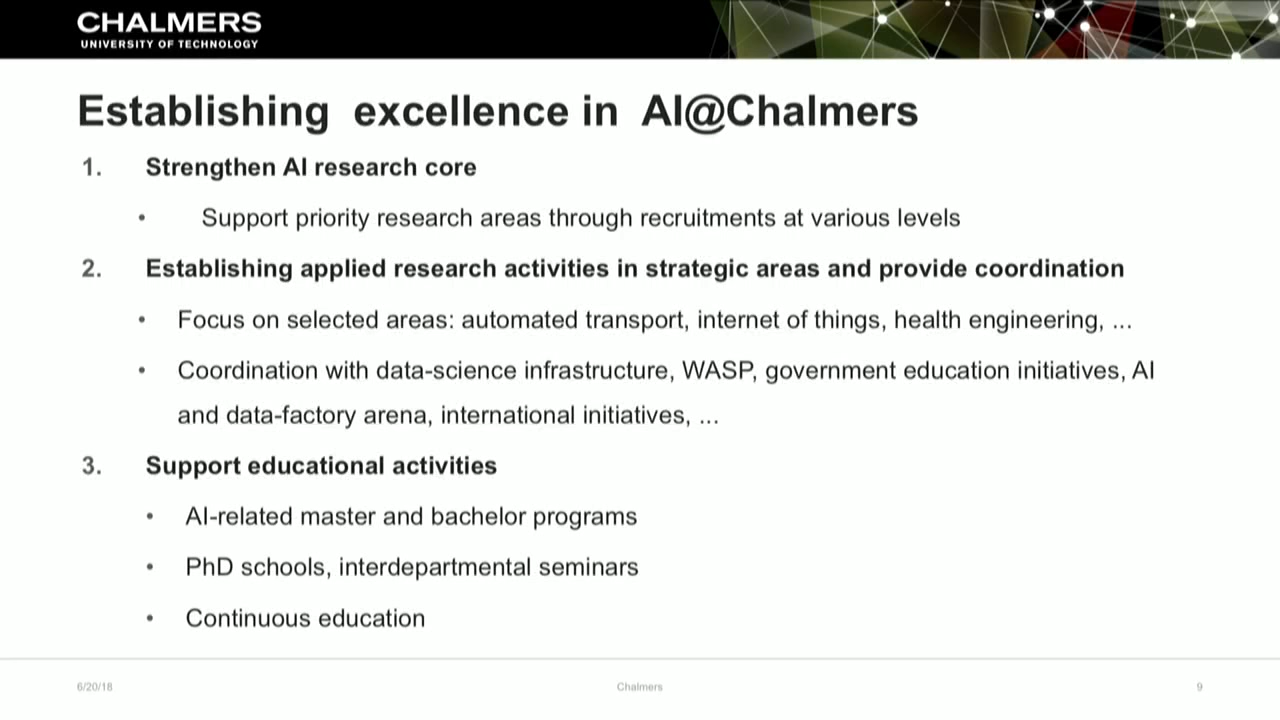 CHALMERS
UNIVERSITY OF TECHNOLOGY
Establishing excellence in AI@Chalmers
1. Strengthen AI research core
• Support priority research areas through recruitments at various levels
2. Establishing applied research activities in strategic areas and provide coordination
• Focus on selected areas: automated transport, internet of things, health engineering, ...
• Coordination with data-science infrastructure, WASP, government education initiatives, AI
and data-factory arena, international initiatives, ...
3. Support educational activities
• AI-related master and bachelor programs
• PhD schools, interdepartmental seminars
• Continuous education
6/20/18 Chalmers 9